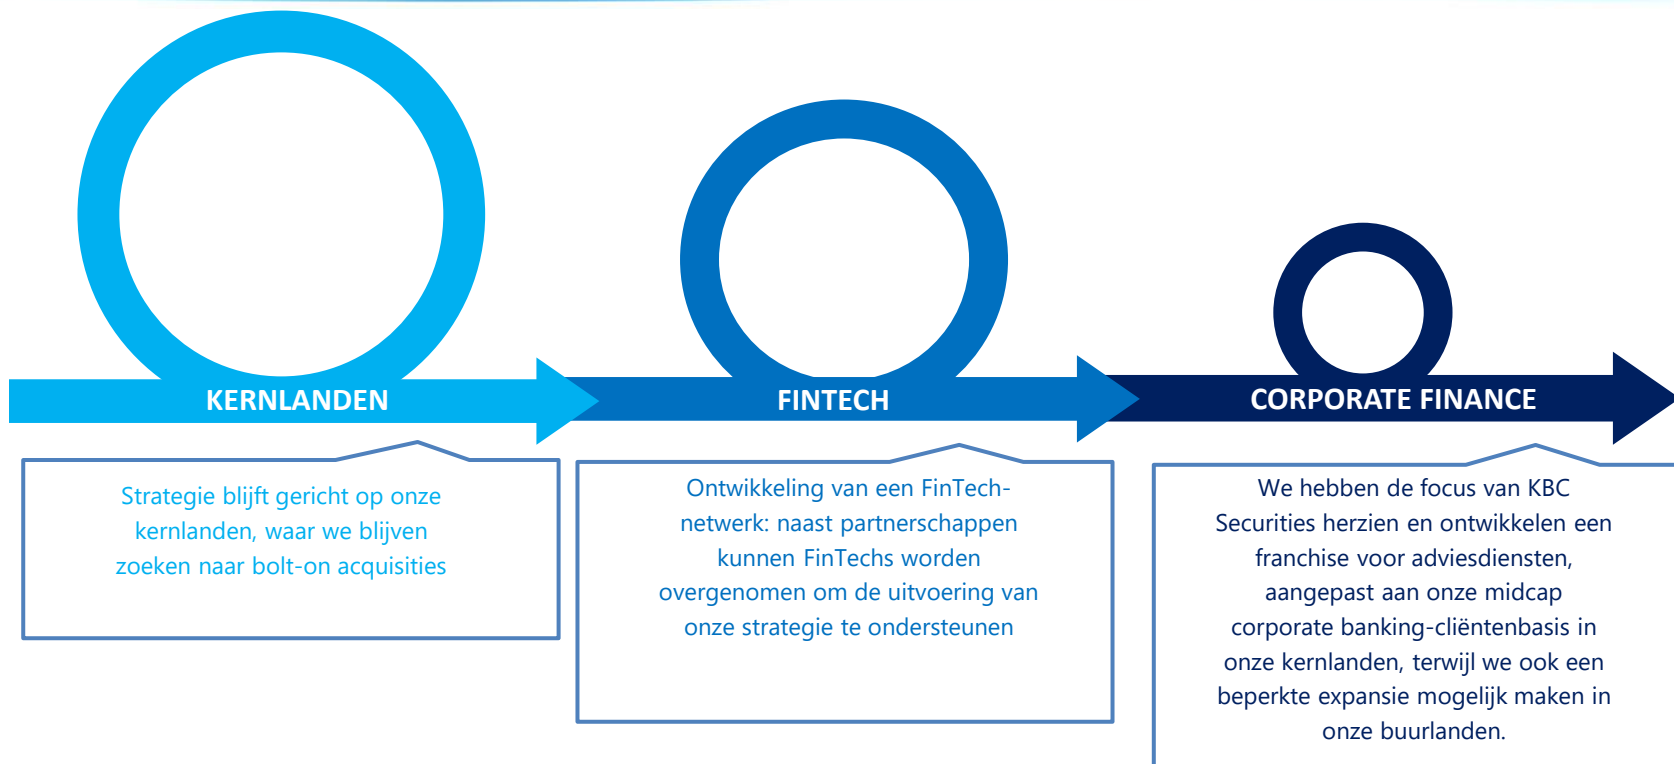 KERNLANDEN
FINTECH
CORPORATE FINANCE
Strategie blijft gericht op onze
kernlanden, waar we blijven
zoeken naar bolt-on acquisities
Ontwikkeling van een FinTech-
netwerk: naast partnerschappen
kunnen FinTechs worden
overgenomen om de uitvoering van
onze strategie te ondersteunen
We hebben de focus van KBC
Securities herzien en ontwikkelen een
franchise voor adviesdiensten,
aangepast aan onze midcap
corporate banking-cliëntenbasis in
onze kernlanden, terwijl we ook een
beperkte expansie mogelijk maken in
onze buurlanden.